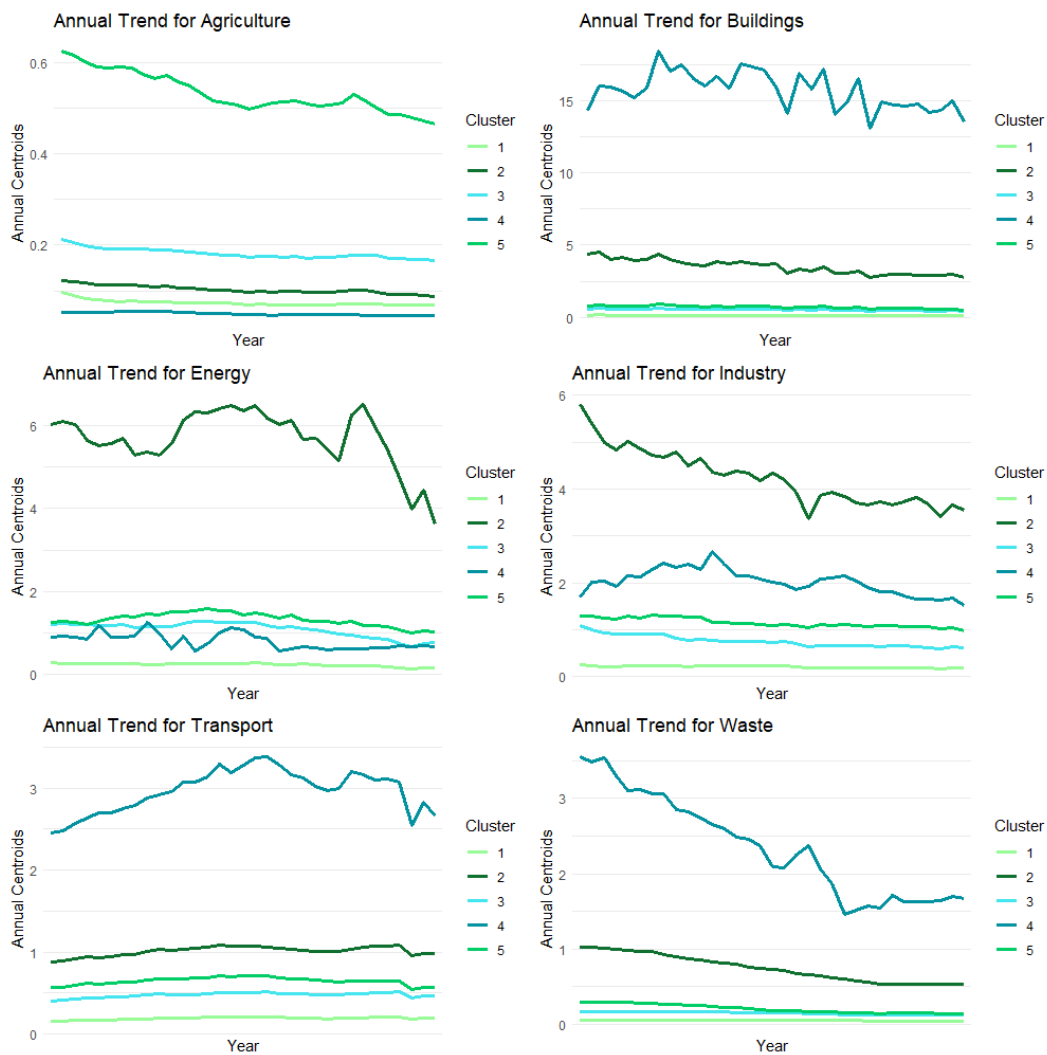 Annual Trend for Agriculture
Annual Centroids
0.6
0.4
0.2
Year
Cluster
1
2
3
4
5
Annual Trend for Buildings
Annual Centroids
15
10
5
0
Year
Cluster
1
2
3
4
5
Annual Trend for Energy
Annual Centroids
6
4
2
0
Year
Cluster
1
2
3
4
5
Annual Trend for Industry
Annual Centroids
6
4
2
0
Year
Cluster
1
2
3
4
5
Annual Trend for Transport
Annual Centroids
3
2
1
0
Year
Cluster
1
2
3
4
5
Annual Trend for Waste
Annual Centroids
3
2
1
0
Year
Cluster
1
2
3
4
5